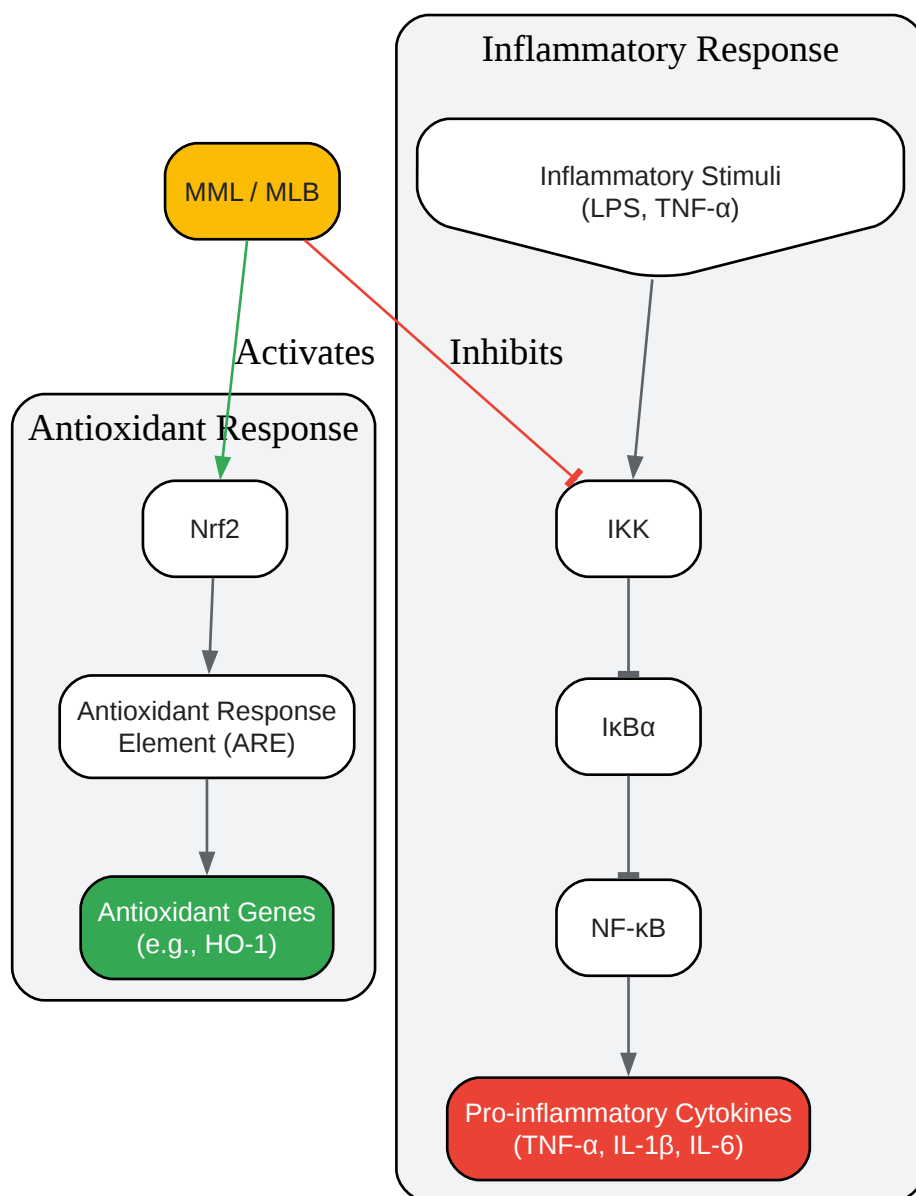 Inflammatory Response
Inflammatory Stimuli
(LPS, TNF-α)
MML / MLB
Activates
Inhibits
Antioxidant Response
Nrf2
IKK
Antioxidant Response
Element (ARE)
IκBα
Antioxidant Genes
(e.g., HO-1)
NF-κB
Pro-inflammatory Cytokines
(TNF-α, IL-1β, IL-6)